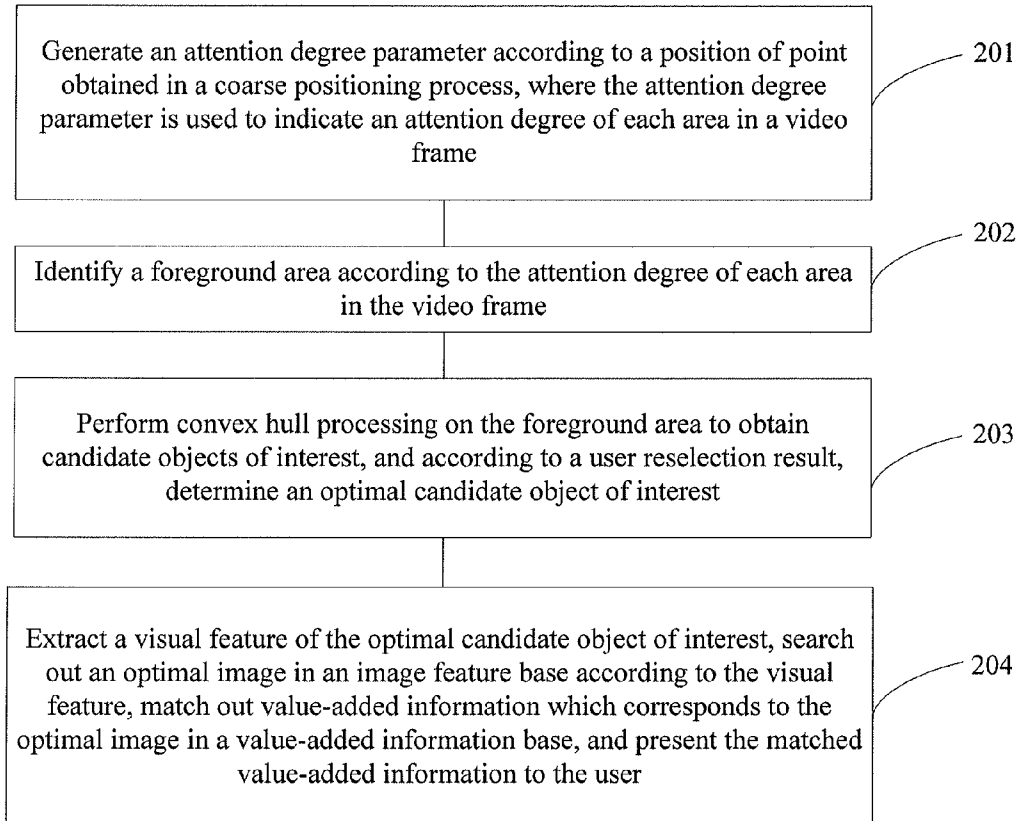 Generate an attention degree parameter according to a position of point
obtained in a coarse positioning process, where the attention degree
parameter is used to indicate an attention degree of each area in a video
frame
201
Identify a foreground area according to the attention degree of each area
in the video frame
202
Perform convex hull processing on the foreground area to obtain
candidate objects of interest, and according to a user reselection result,
determine an optimal candidate object of interest
203
Extract a visual feature of the optimal candidate object of interest, search
out an optimal image in an image feature base according to the visual
feature, match out value-added information which corresponds to the
optimal image in a value-added information base, and present the matched
value-added information to the user
204